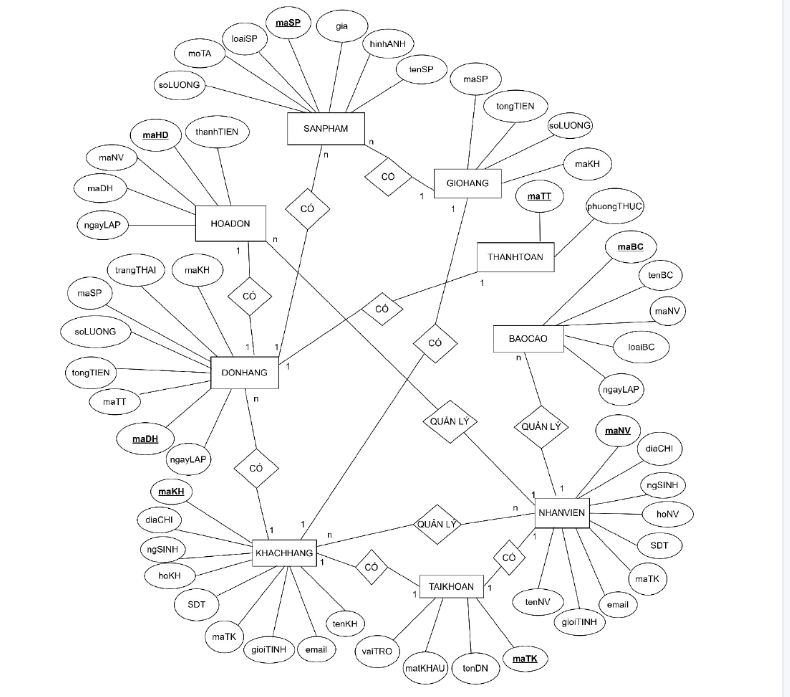 maSP
gia
loaiSP
hinhANH
moTA
tenSP
soLUONG
maSP
tongTIEN
SANPHAM
n
n
soLUONG
maHD
thanhTIEN
maNV
CÓ
maKH
GIOHANG
maDH
1
1
maTT
phuongTHUC
CÓ
ngayLAP
HOADON
n
1
maBC
THANHTOAN
trangTHAI
maKH
tenBC
1
maSP
CÓ
CÓ
maNV
soLUONG
CÓ
BAOCAO
loaiBC
1
1
1
n
tongTIEN
DONHANG
maTT
n
ngayLAP
QUẢN LÝ
QUẢN LÝ
maNV
maDH
diaCHI
ngayLAP
CÓ
maKH
ngSINH
1
1
diaCHI
n
NHANVIEN
hoNV
QUẢN LÝ
1
1
n
1
ngSINH
KHACHHANG
SDT
1
CÓ
CÓ
hoKH
maTK
1
TAIKHOAN
1
SDT
tenNV
email
tenKH
gioiTINH
maTK
gioiTINH
email
vaiTRO
maTK
matKHAU
tenDN